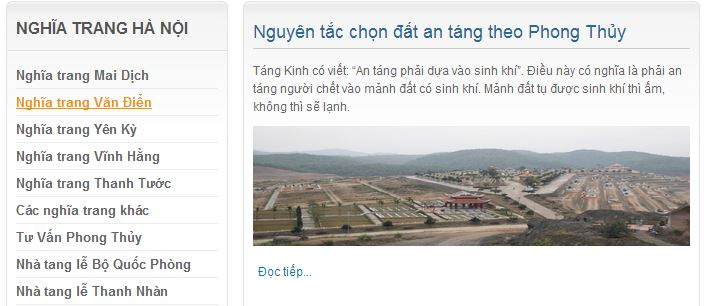 NGHĨA TRANG HÀ NỘI
Nghĩa trang Mai Dịch
Nghĩa trang Văn Điển
Nghĩa trang Yên Kỳ
Nghĩa trang Vĩnh Hằng
Nghĩa trang Thanh Tước
Các nghĩa trang khác
Tư Vấn Phong Thủy
Nhà tang lễ Bộ Quốc Phòng
Nhà tang lễ Thanh Nhàn
Nguyên tắc chọn đất an táng theo Phong Thủy
Táng Kinh có viết: “An táng phải dựa vào sinh khí”. Điều này có nghĩa là phải an
táng người chết vào mảnh đất có sinh khí. Mảnh đất tụ được sinh khí thì ấm,
không thì sẽ lạnh.
Đọc tiếp...